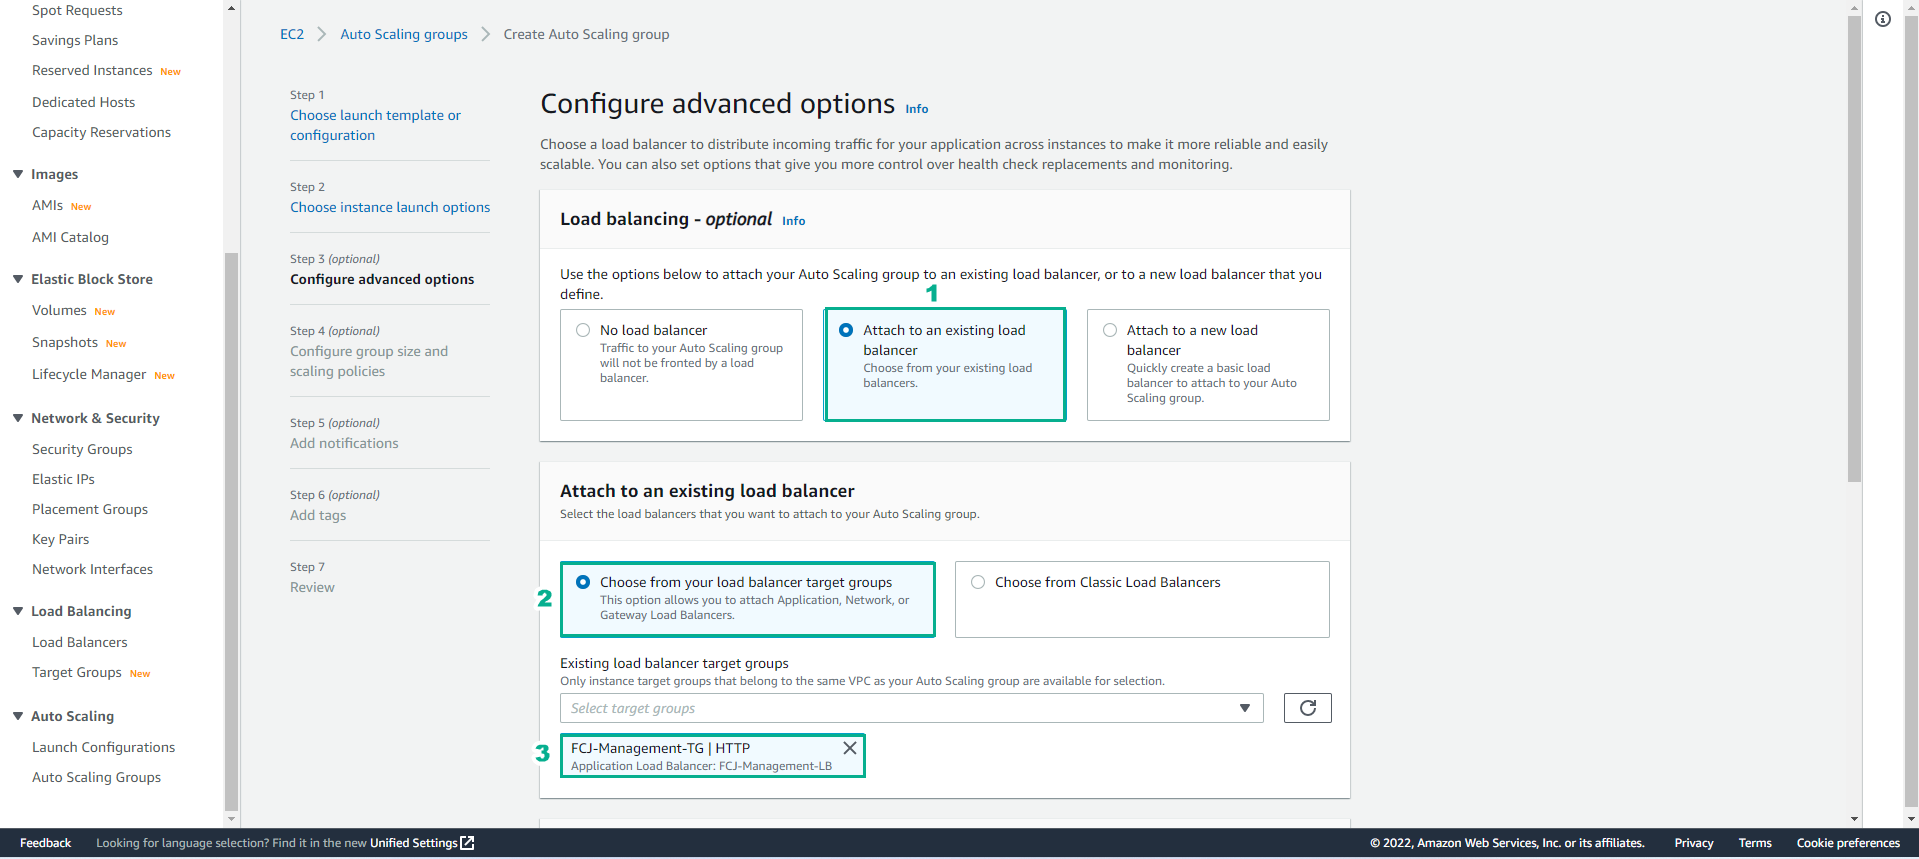 Spot Requests
Savings Plans
Reserved Instances New
Dedicated Hosts
Capacity Reservations
Images
AMIs New
AMI Catalog
Elastic Block Store
Volumes New
Snapshots New
Lifecycle Manager New
Network & Security
Security Groups
Elastic IPs
Placement Groups
Key Pairs
Network Interfaces
Load Balancing
Load Balancers
Target Groups New
Auto Scaling
Launch Configurations
Auto Scaling Groups
EC2 > Auto Scaling groups > Create Auto Scaling group
Step 1
Choose launch template or
configuration
Step 2
Choose instance launch options
Step 3 (optional)
Configure advanced options
Step 4 (optional)
Configure group size and
scaling policies
Step 5 (optional)
Add notifications
Step 6 (optional)
Add tags
Step 7
Review
Configure advanced options Info
Choose a load balancer to distribute incoming traffic for your application across instances to make it more reliable and easily
scalable. You can also set options that give you more control over health check replacements and monitoring.
Load balancing - optional Info
Use the options below to attach your Auto Scaling group to an existing load balancer, or to a new load balancer that you
define.
1
No load balancer
Traffic to your Auto Scaling group
will not be fronted by a load
balancer.
Attach to an existing load
balancer
Choose from your existing load
balancers.
Attach to a new load
balancer
Quickly create a basic load
balancer to attach to your Auto
Scaling group.
Attach to an existing load balancer
Select the load balancers that you want to attach to your Auto Scaling group.
2
Choose from your load balancer target groups
This option allows you to attach Application, Network, or
Gateway Load Balancers.
Choose from Classic Load Balancers
Existing load balancer target groups
Only instance target groups that belong to the same VPC as your Auto Scaling group are available for selection.
Select target groups
3
FCJ-Management-TG | HTTP
Application Load Balancer: FCJ-Management-LB
Feedback
Looking for language selection? Find it in the new Unified Settings
© 2022, Amazon Web Services, Inc. or its affiliates.
Privacy
Terms
Cookie preferences